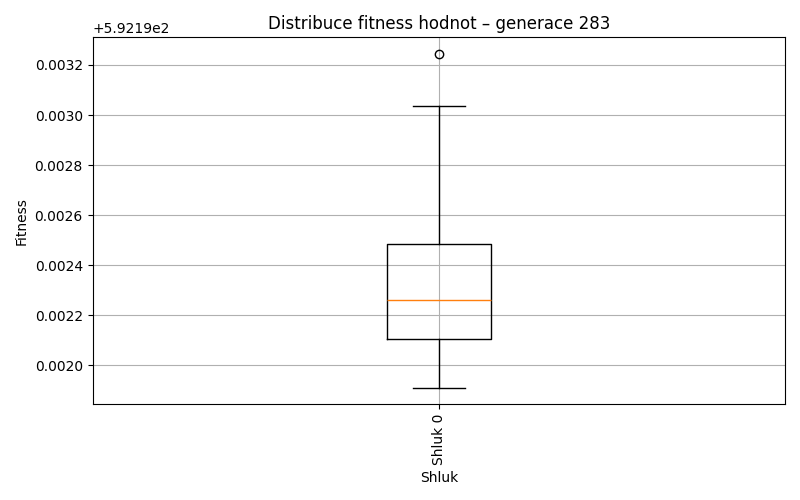 Distribuce fitness hodnot – generace 283
+5.9219e2
0.0032
0.0030
0.0028
0.0026
0.0024
0.0022
0.0020
Fitness
Shluk 0
Shluk